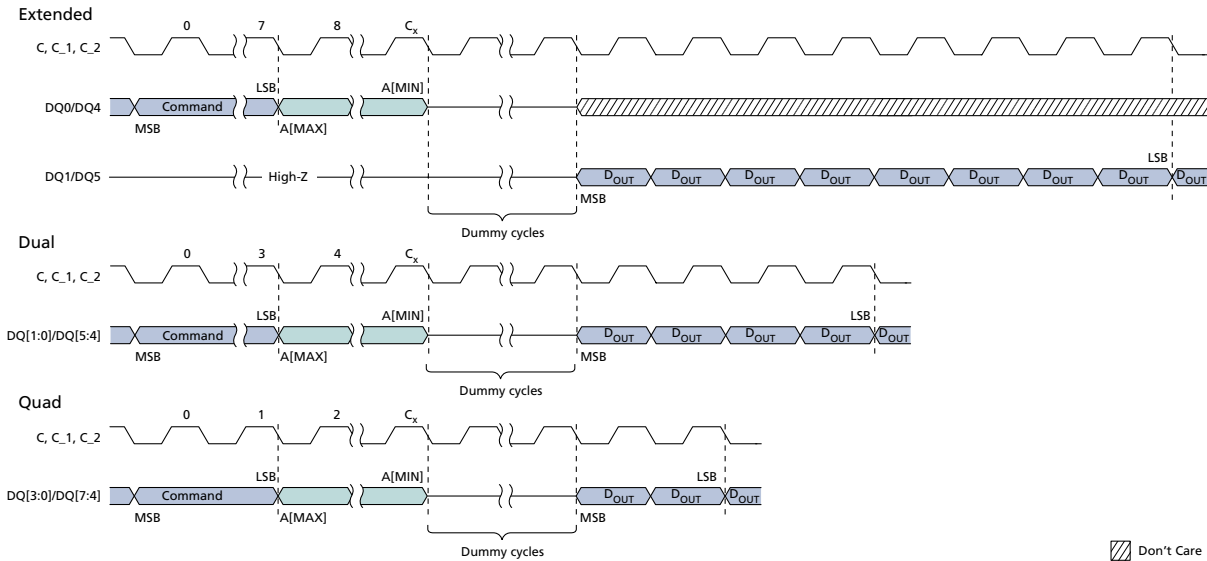 Extended
0 7 8 Cx
C, C_1, C_2
LSB A[MIN]
DQ0/DQ4 Command
MSB A[MAX]
LSB
DQ1/DQ5 High-Z DOUT DOUT DOUT DOUT DOUT DOUT DOUT DOUT DOUT
MSB
Dummy cycles
Dual
0 3 4 Cx
C, C_1, C_2
LSB A[MIN] LSB
DQ[1:0]/DQ[5:4] Command DOUT DOUT DOUT DOUT DOUT
MSB A[MAX] MSB
Dummy cycles
Quad
0 1 2 Cx
C, C_1, C_2
LSB A[MIN] LSB
DQ[3:0]/DQ[7:4] Command DOUT DOUT DOUT
MSB A[MAX] MSB
Dummy cycles
Don't Care